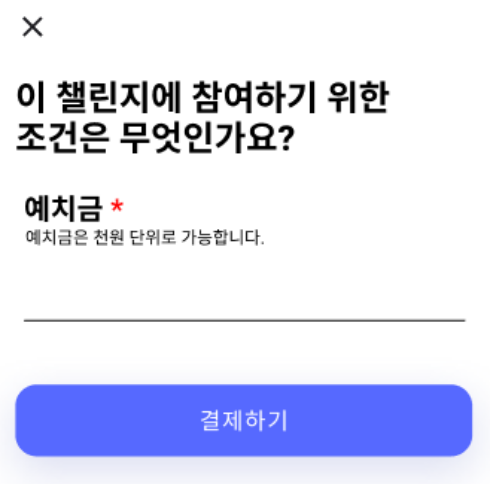 이 챌린지에 참여하기 위한
조건은 무엇인가요?
예치금 *
예치금은 천원 단위로 가능합니다.
결제하기